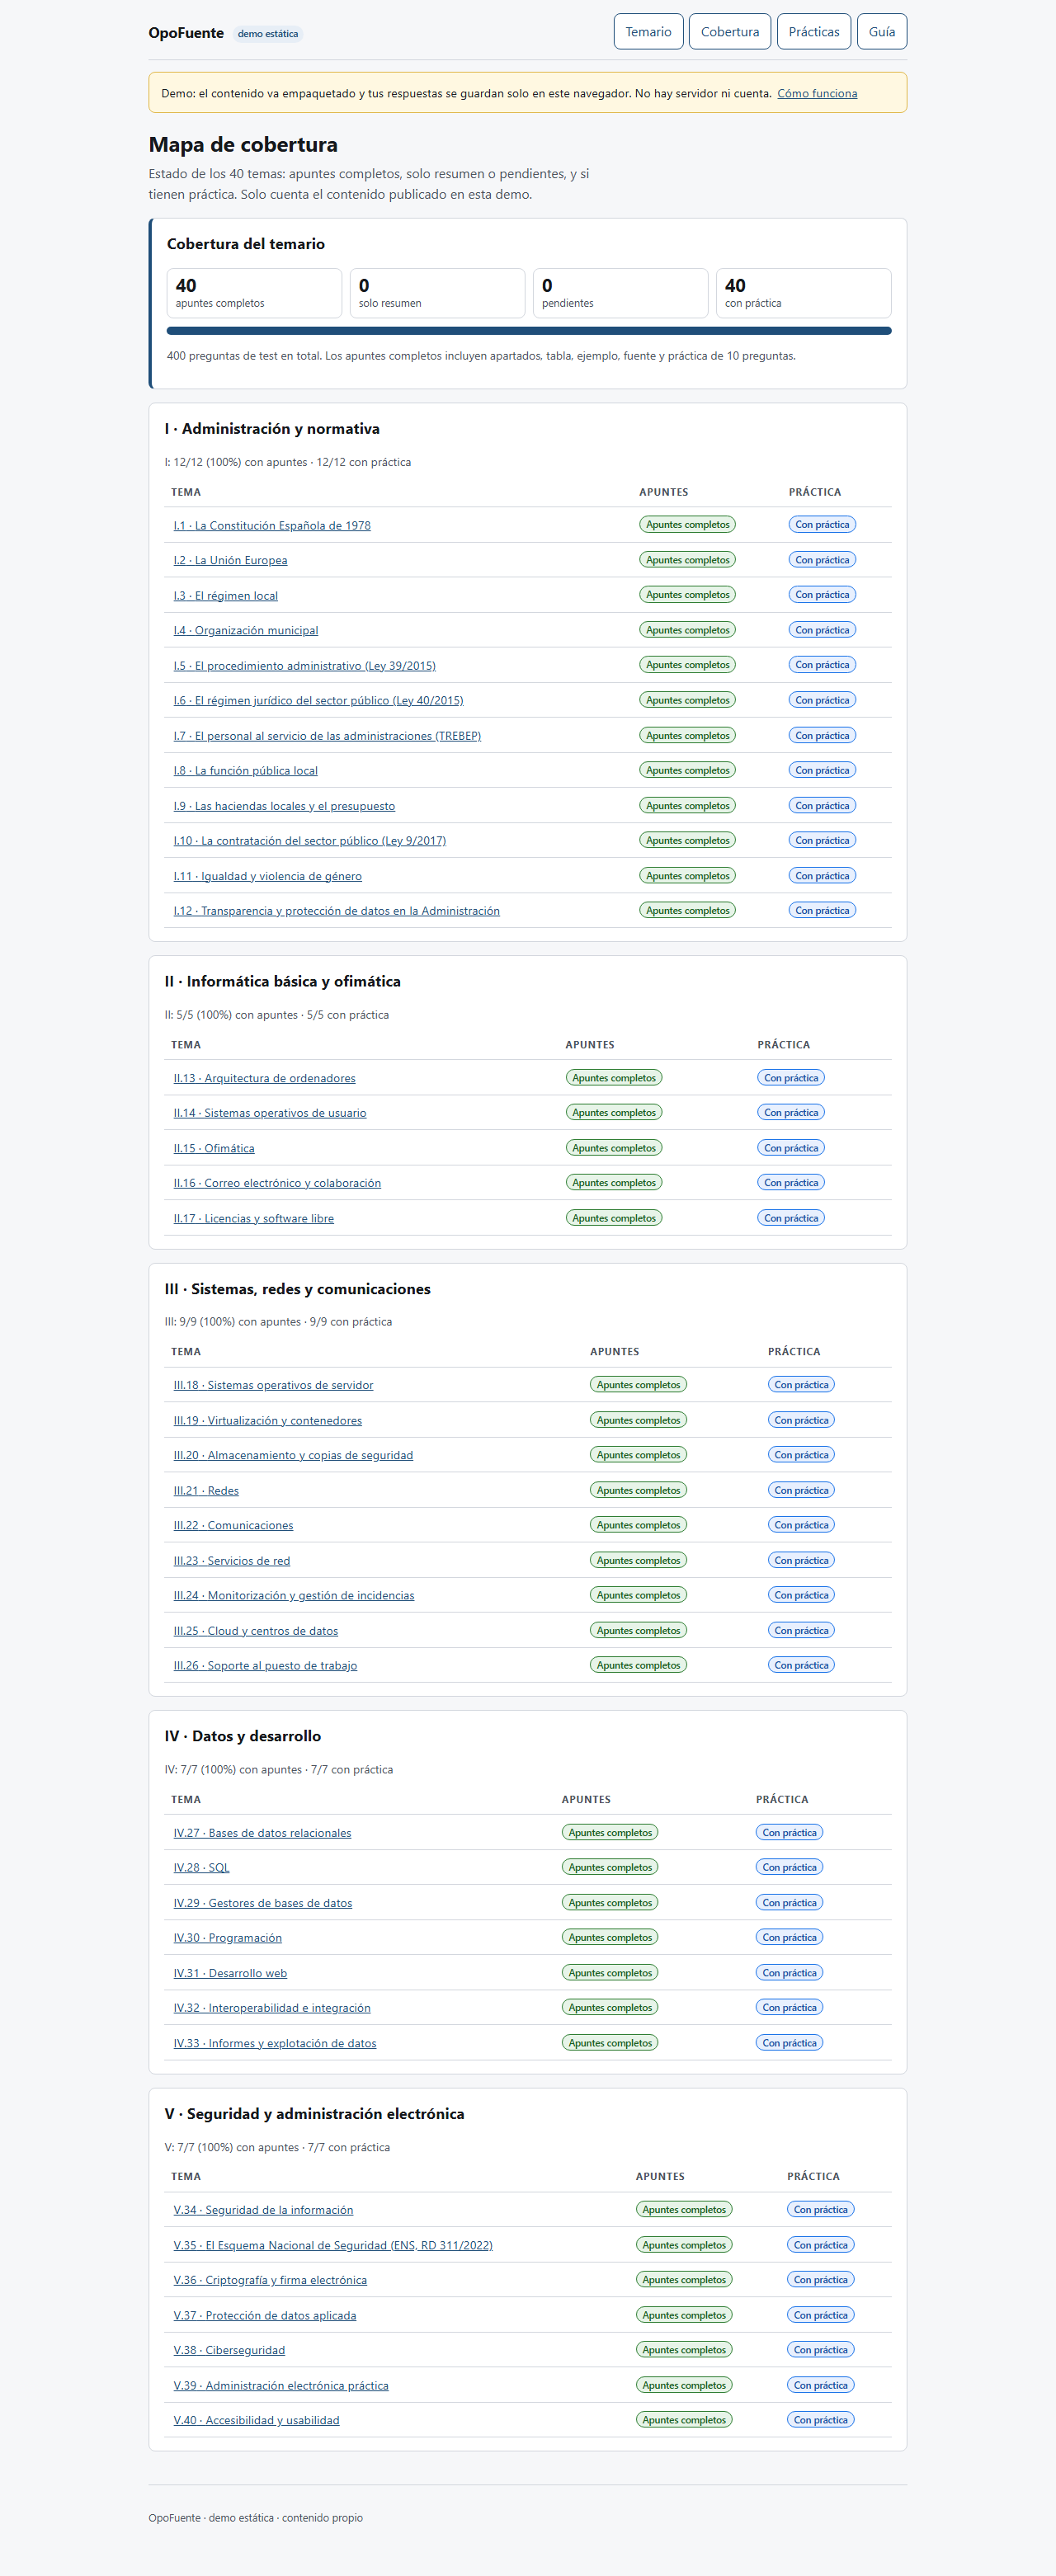 OpoFuente demo estática
Temario Cobertura Prácticas Guía
Demo: el contenido va empaquetado y tus respuestas se guardan solo en este navegador. No hay servidor ni cuenta. Cómo funciona
Mapa de cobertura
Estado de los 40 temas: apuntes completos, solo resumen o pendientes, y si
tienen práctica. Solo cuenta el contenido publicado en esta demo.
Cobertura del temario
40 0 0 40
apuntes completos solo resumen pendientes con práctica
400 preguntas de test en total. Los apuntes completos incluyen apartados, tabla, ejemplo, fuente y práctica de 10 preguntas.
I · Administración y normativa
I: 12/12 (100%) con apuntes · 12/12 con práctica
TEMA APUNTES PRÁCTICA
I.1 · La Constitución Española de 1978 Apuntes completos Con práctica
I.2 · La Unión Europea Apuntes completos Con práctica
I.3 · El régimen local Apuntes completos Con práctica
I.4 · Organización municipal Apuntes completos Con práctica
I.5 · El procedimiento administrativo (Ley 39/2015) Apuntes completos Con práctica
I.6 · El régimen jurídico del sector público (Ley 40/2015) Apuntes completos Con práctica
I.7 · El personal al servicio de las administraciones (TREBEP) Apuntes completos Con práctica
I.8 · La función pública local Apuntes completos Con práctica
I.9 · Las haciendas locales y el presupuesto Apuntes completos Con práctica
I.10 · La contratación del sector público (Ley 9/2017) Apuntes completos Con práctica
I.11 · Igualdad y violencia de género Apuntes completos Con práctica
I.12 · Transparencia y protección de datos en la Administración Apuntes completos Con práctica
II · Informática básica y ofimática
II: 5/5 (100%) con apuntes · 5/5 con práctica
TEMA APUNTES PRÁCTICA
II.13 · Arquitectura de ordenadores Apuntes completos Con práctica
II.14 · Sistemas operativos de usuario Apuntes completos Con práctica
II.15 · Ofimática Apuntes completos Con práctica
II.16 · Correo electrónico y colaboración Apuntes completos Con práctica
II.17 · Licencias y software libre Apuntes completos Con práctica
III · Sistemas, redes y comunicaciones
III: 9/9 (100%) con apuntes · 9/9 con práctica
TEMA APUNTES PRÁCTICA
III.18 · Sistemas operativos de servidor Apuntes completos Con práctica
III.19 · Virtualización y contenedores Apuntes completos Con práctica
III.20 · Almacenamiento y copias de seguridad Apuntes completos Con práctica
III.21 · Redes Apuntes completos Con práctica
III.22 · Comunicaciones Apuntes completos Con práctica
III.23 · Servicios de red Apuntes completos Con práctica
III.24 · Monitorización y gestión de incidencias Apuntes completos Con práctica
III.25 · Cloud y centros de datos Apuntes completos Con práctica
III.26 · Soporte al puesto de trabajo Apuntes completos Con práctica
IV · Datos y desarrollo
IV: 7/7 (100%) con apuntes · 7/7 con práctica
TEMA APUNTES PRÁCTICA
IV.27 · Bases de datos relacionales Apuntes completos Con práctica
IV.28 · SQL Apuntes completos Con práctica
IV.29 · Gestores de bases de datos Apuntes completos Con práctica
IV.30 · Programación Apuntes completos Con práctica
IV.31 · Desarrollo web Apuntes completos Con práctica
IV.32 · Interoperabilidad e integración Apuntes completos Con práctica
IV.33 · Informes y explotación de datos Apuntes completos Con práctica
V · Seguridad y administración electrónica
V: 7/7 (100%) con apuntes · 7/7 con práctica
TEMA APUNTES PRÁCTICA
V.34 · Seguridad de la información Apuntes completos Con práctica
V.35 · El Esquema Nacional de Seguridad (ENS, RD 311/2022) Apuntes completos Con práctica
V.36 · Criptografía y firma electrónica Apuntes completos Con práctica
V.37 · Protección de datos aplicada Apuntes completos Con práctica
V.38 · Ciberseguridad Apuntes completos Con práctica
V.39 · Administración electrónica práctica Apuntes completos Con práctica
V.40 · Accesibilidad y usabilidad Apuntes completos Con práctica
OpoFuente · demo estática · contenido propio